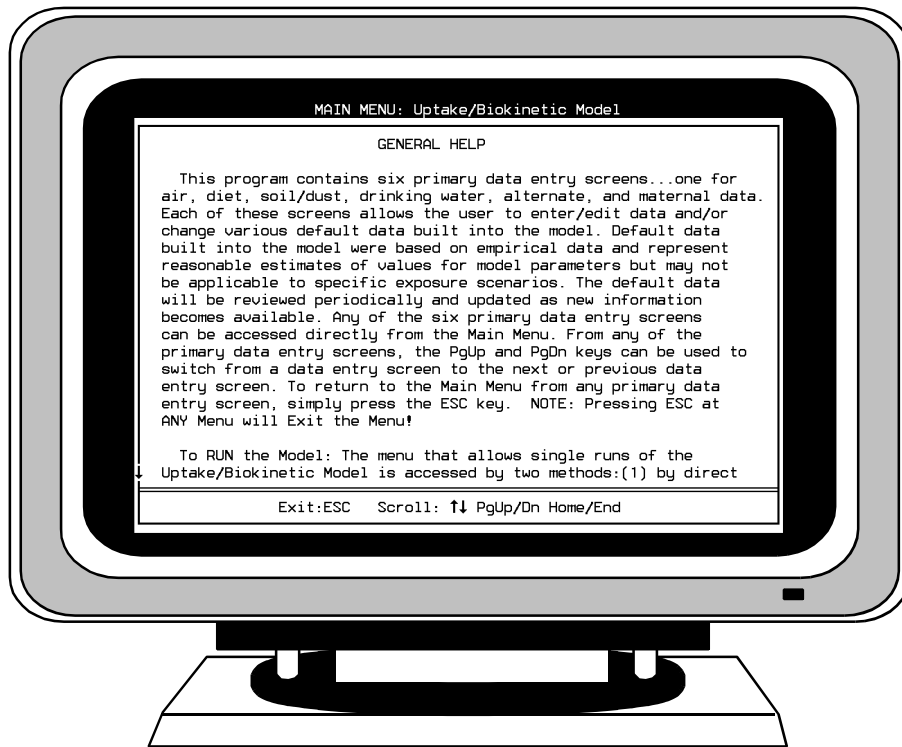 MAIN MENU: Uptake/Biokinetic Model
GENERAL HELP
This program contains six primary data entry screens...one for
air, diet, soil/dust, drinking water, alternate, and maternal data.
Each of these screens allows the user to enter/edit data and/or
change various default data built into the model. Default data
built into the model were based on empirical data and represent
reasonable estimates of values for model parameters but may not
be applicable to specific exposure scenarios. The default data
will be reviewed periodically and updated as new information
becomes available. Any of the six primary data entry screens
can be accessed directly from the Main Menu. From any of the
primary data entry screens, the PgUp and PgDn keys can be used to
switch from a data entry screen to the next or previous data
entry screen. To return to the Main Menu from any primary data
entry screen, simply press the ESC key.  NOTE: Pressing ESC at
ANY Menu will Exit the Menu!
To RUN the Model: The menu that allows single runs of the
↓ Uptake/Biokinetic Model is accessed by two methods:(1) by direct
Exit:ESC   Scroll: ↑↓ PgUp/Dn Home/End